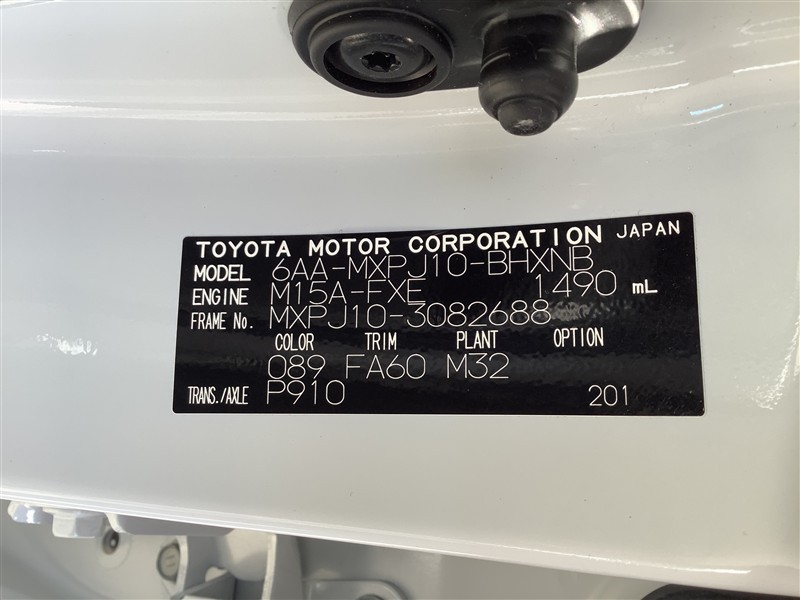 TOYOTA MOTOR CORPORATION JAPAN
MODEL 6AA-MXPJ10-BHXNB
ENGINE M15A-FXE 1490 mL
FRAME No. MXPJ10-3082688
COLOR TRIM PLANT OPTION
089 FA60 M32
TRANS./AXLE P910 201